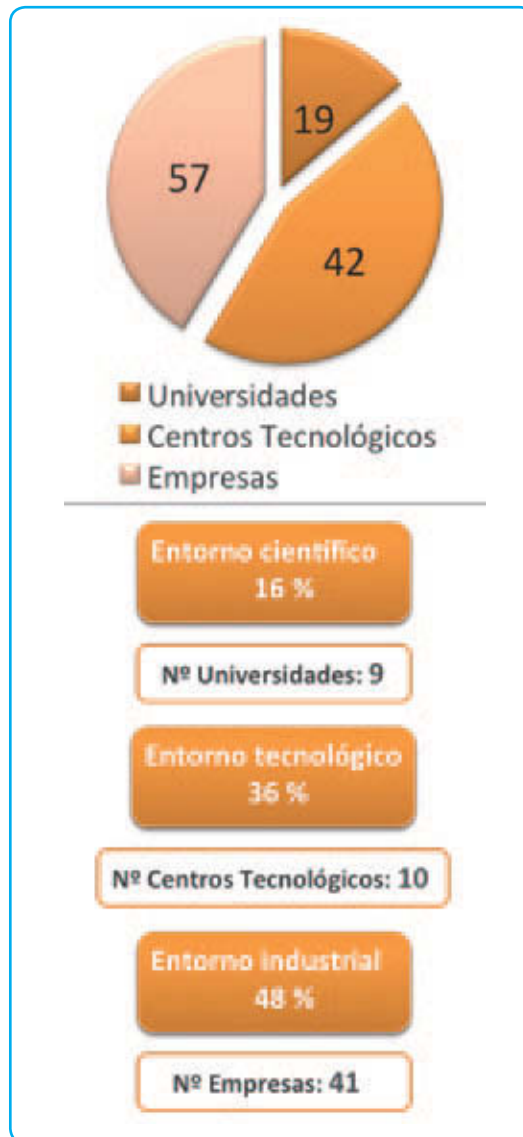 19
57
42
Universidades
Centros Tecnológicos
Empresas
Entorno científico
16 %
Nº Universidades: 9
Entorno tecnológico
36 %
Nº Centros Tecnológicos: 10
Entorno industrial
48 %
Nº Empresas: 41